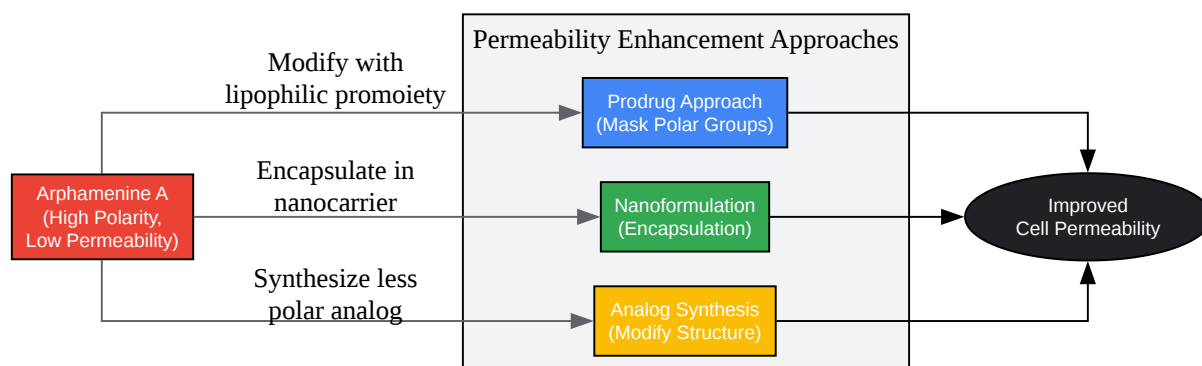 Permeability Enhancement Approaches
Modify with
lipophilic promoiety
Prodrug Approach
(Mask Polar Groups)
Arphamenine A
(High Polarity,
Low Permeability)
Encapsulate in
nanocarrier
Nanoformulation
(Encapsulation)
Improved
Cell Permeability
Synthesize less
polar analog
Analog Synthesis
(Modify Structure)